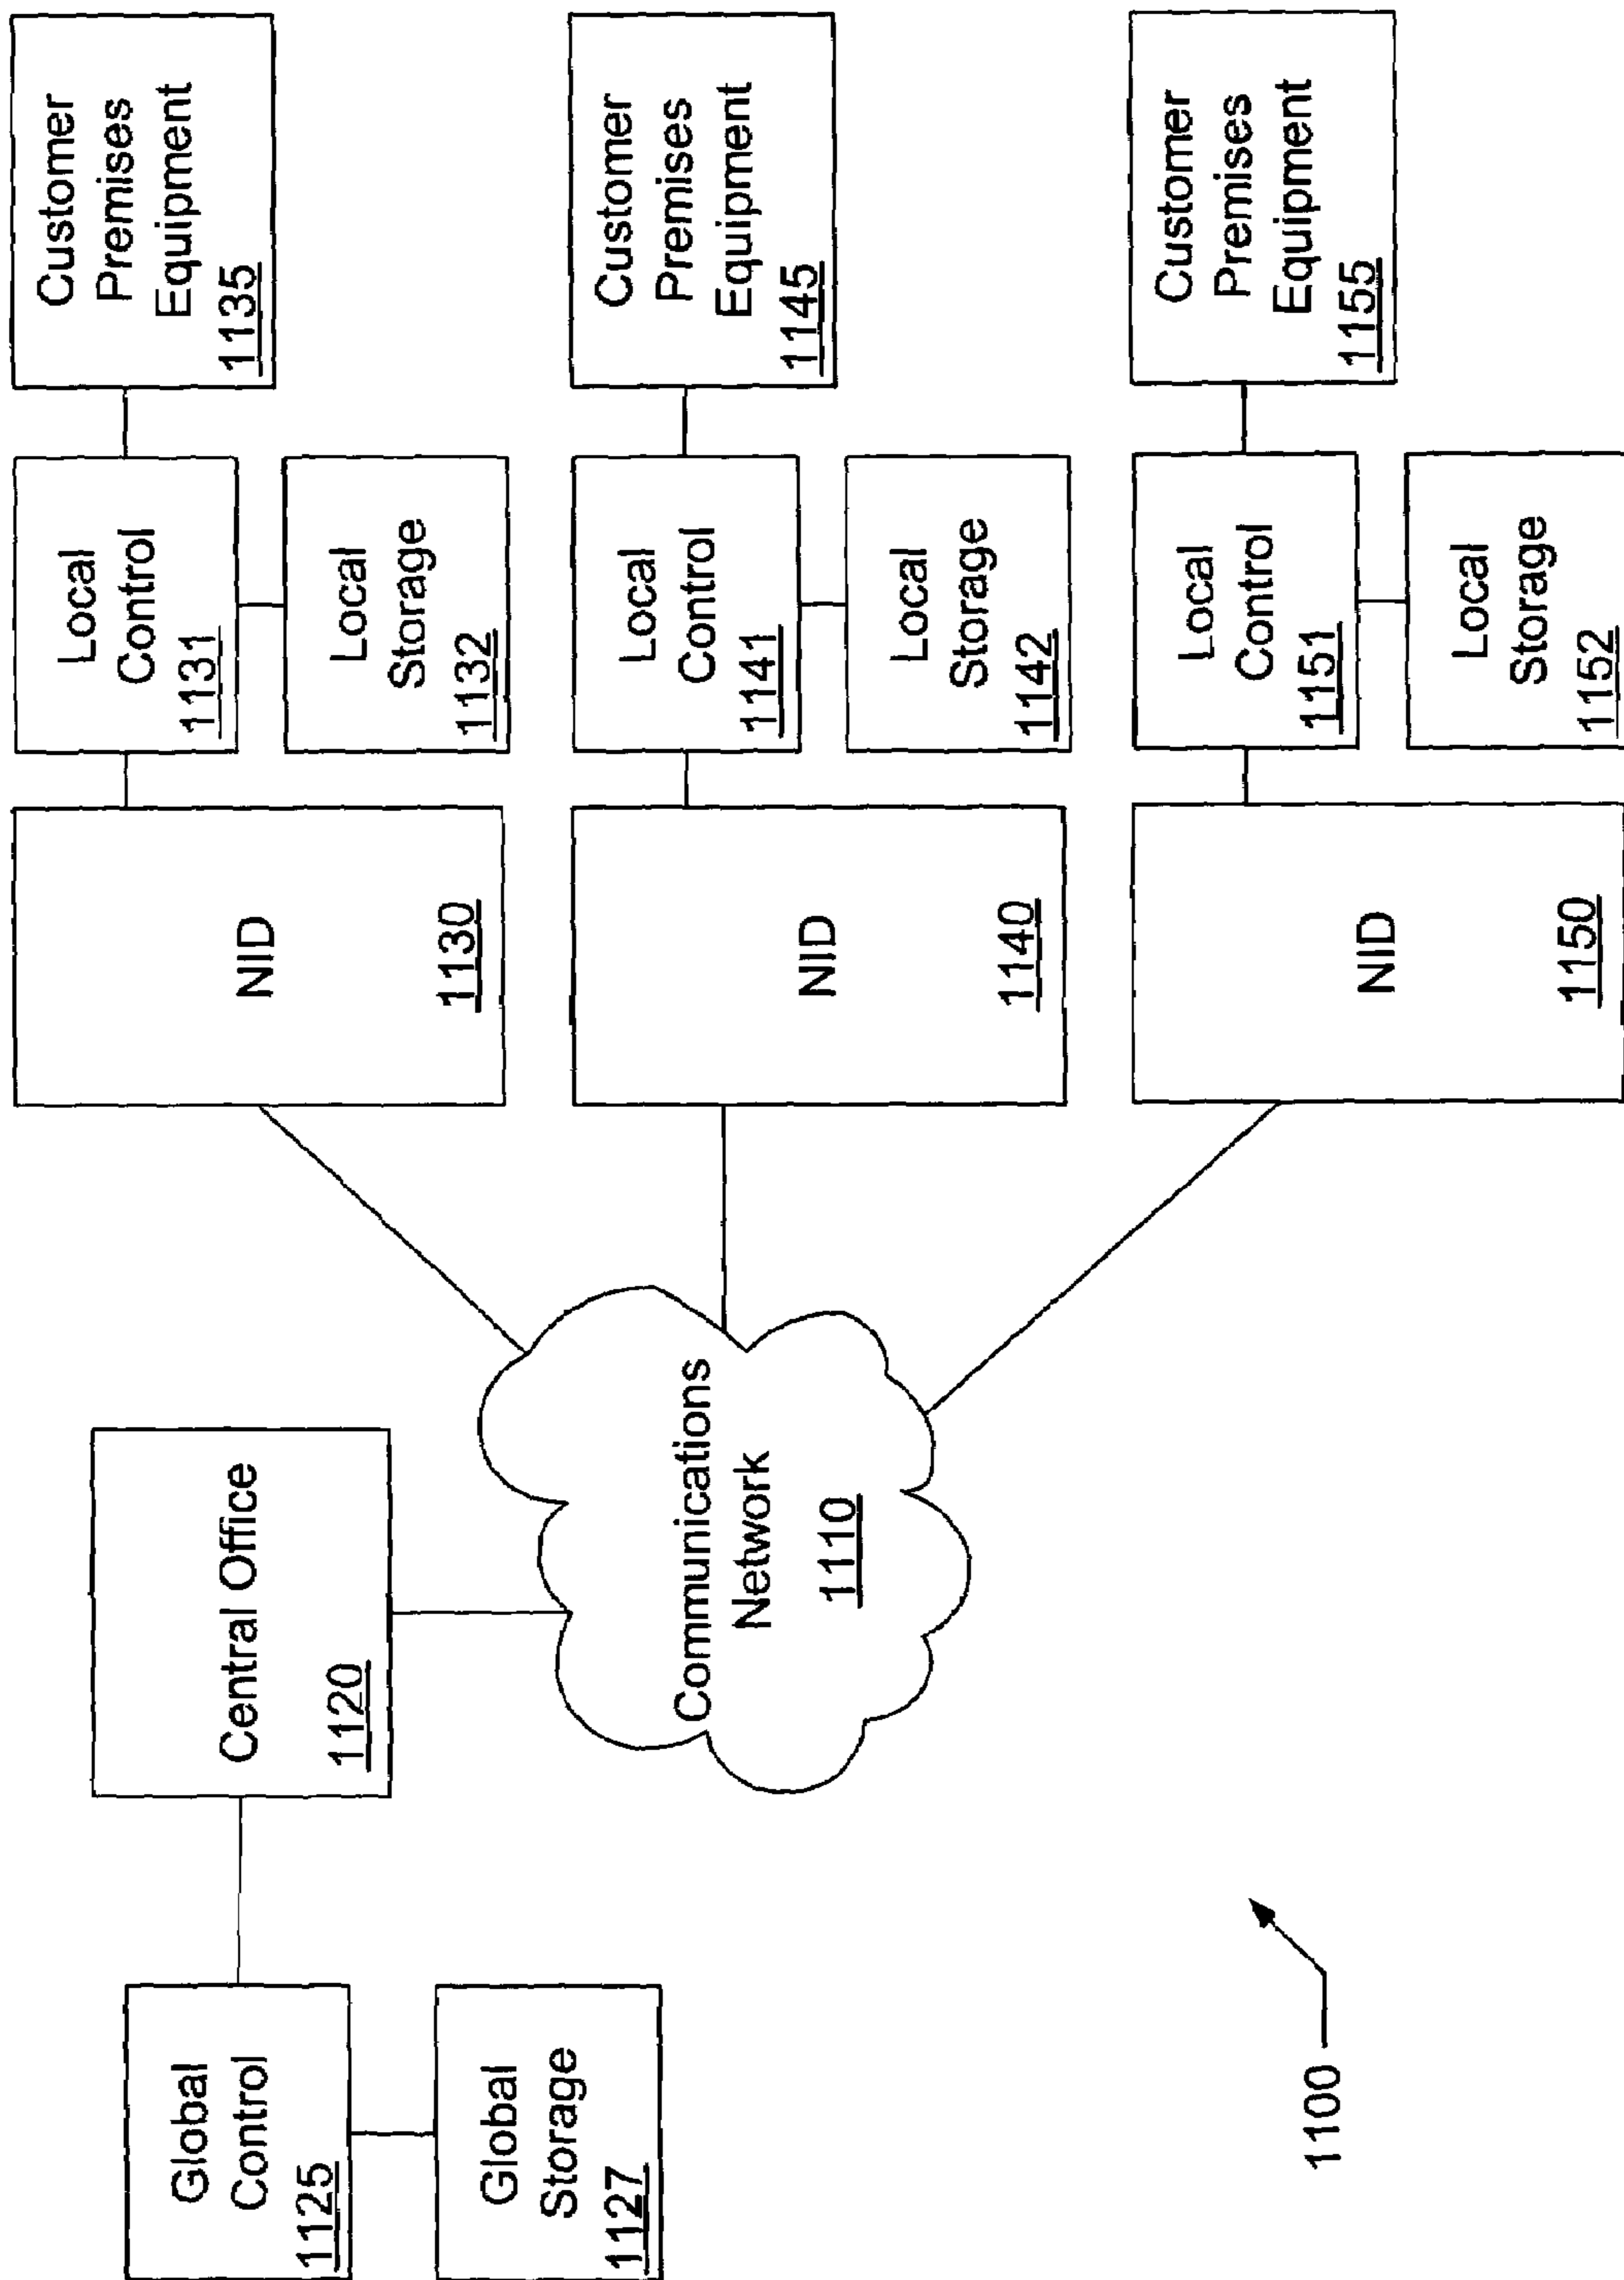 Global
Control
1125
Global
Storage
1127
Central Office
1120
Communications
Network
1110
NID
1130
Local
Control
1131
Local
Storage
1132
Customer
Premises
Equipment
1135
NID
1140
Local
Control
1141
Local
Storage
1142
Customer
Premises
Equipment
1145
NID
1150
Local
Control
1151
Local
Storage
1152
Customer
Premises
Equipment
1155
1100